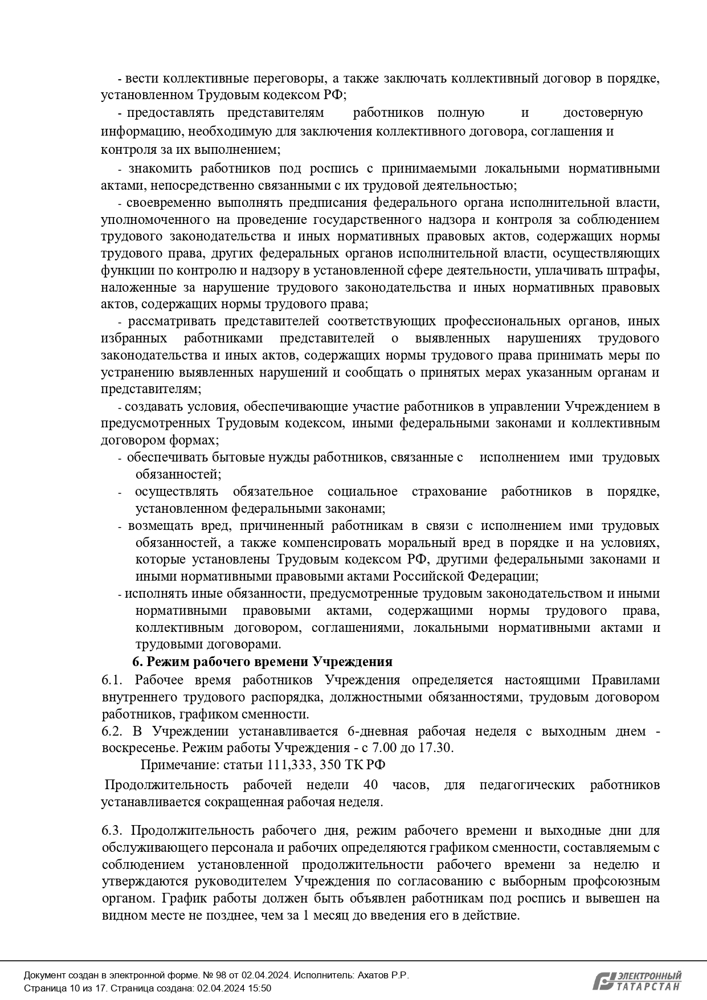 - вести коллективные переговоры, а также заключать коллективный договор в порядке,
установленном Трудовым кодексом РФ;
- предоставлять представителям работников полную и достоверную
информацию, необходимую для заключения коллективного договора, соглашения и
контроля за их выполнением;
- знакомить работников под роспись с принимаемыми локальными нормативными
актами, непосредственно связанными с их трудовой деятельностью;
- своевременно выполнять предписания федерального органа исполнительной власти,
уполномоченного на проведение государственного надзора и контроля за соблюдением
трудового законодательства и иных нормативных правовых актов, содержащих нормы
трудового права, других федеральных органов исполнительной власти, осуществляющих
функции по контролю и надзору в установленной сфере деятельности, уплачивать штрафы,
наложенные за нарушение трудового законодательства и иных нормативных правовых
актов, содержащих нормы трудового права;
- рассматривать представителей соответствующих профессиональных органов, иных
избранных работниками представителей о выявленных нарушениях трудового
законодательства и иных актов, содержащих нормы трудового права принимать меры по
устранению выявленных нарушений и сообщать о принятых мерах указанным органам и
представителям;
- создавать условия, обеспечивающие участие работников в управлении Учреждением в
предусмотренных Трудовым кодексом, иными федеральными законами и коллективным
договором формах;
- обеспечивать бытовые нужды работников, связанные с исполнением ими трудовых
обязанностей;
- осуществлять обязательное социальное страхование работников в порядке,
установленном федеральными законами;
- возмещать вред, причиненный работникам в связи с исполнением ими трудовых
обязанностей, а также компенсировать моральный вред в порядке и на условиях,
которые установлены Трудовым кодексом РФ, другими федеральными законами и
иными нормативными правовыми актами Российской Федерации;
- исполнять иные обязанности, предусмотренные трудовым законодательством и иными
нормативными правовыми актами, содержащими нормы трудового права,
коллективным договором, соглашениями, локальными нормативными актами и
трудовыми договорами.
6. Режим рабочего времени Учреждения
6.1. Рабочее время работников Учреждения определяется настоящими Правилами
внутреннего трудового распорядка, должностными обязанностями, трудовым договором
работников, графиком сменности.
6.2. В Учреждении устанавливается 6-дневная рабочая неделя с выходным днем -
воскресенье. Режим работы Учреждения - с 7.00 до 17.30.
Примечание: статьи 111,333, 350 ТК РФ
Продолжительность рабочей недели 40 часов, для педагогических работников
устанавливается сокращенная рабочая неделя.
6.3. Продолжительность рабочего дня, режим рабочего времени и выходные дни для
обслуживающего персонала и рабочих определяются графиком сменности, составляемым с
соблюдением установленной продолжительности рабочего времени за неделю и
утверждаются руководителем Учреждения по согласованию с выборным профсоюзным
органом. График работы должен быть объявлен работникам под роспись и вывешен на
видном месте не позднее, чем за 1 месяц до введения его в действие.
Документ создан в электронной форме. № 98 от 02.04.2024. Исполнитель: Ахатов Р.Р.
Страница 10 из 17. Страница создана: 02.04.2024 15:50
ЭЛЕКТРОННЫЙ
ТАТАРСТАН